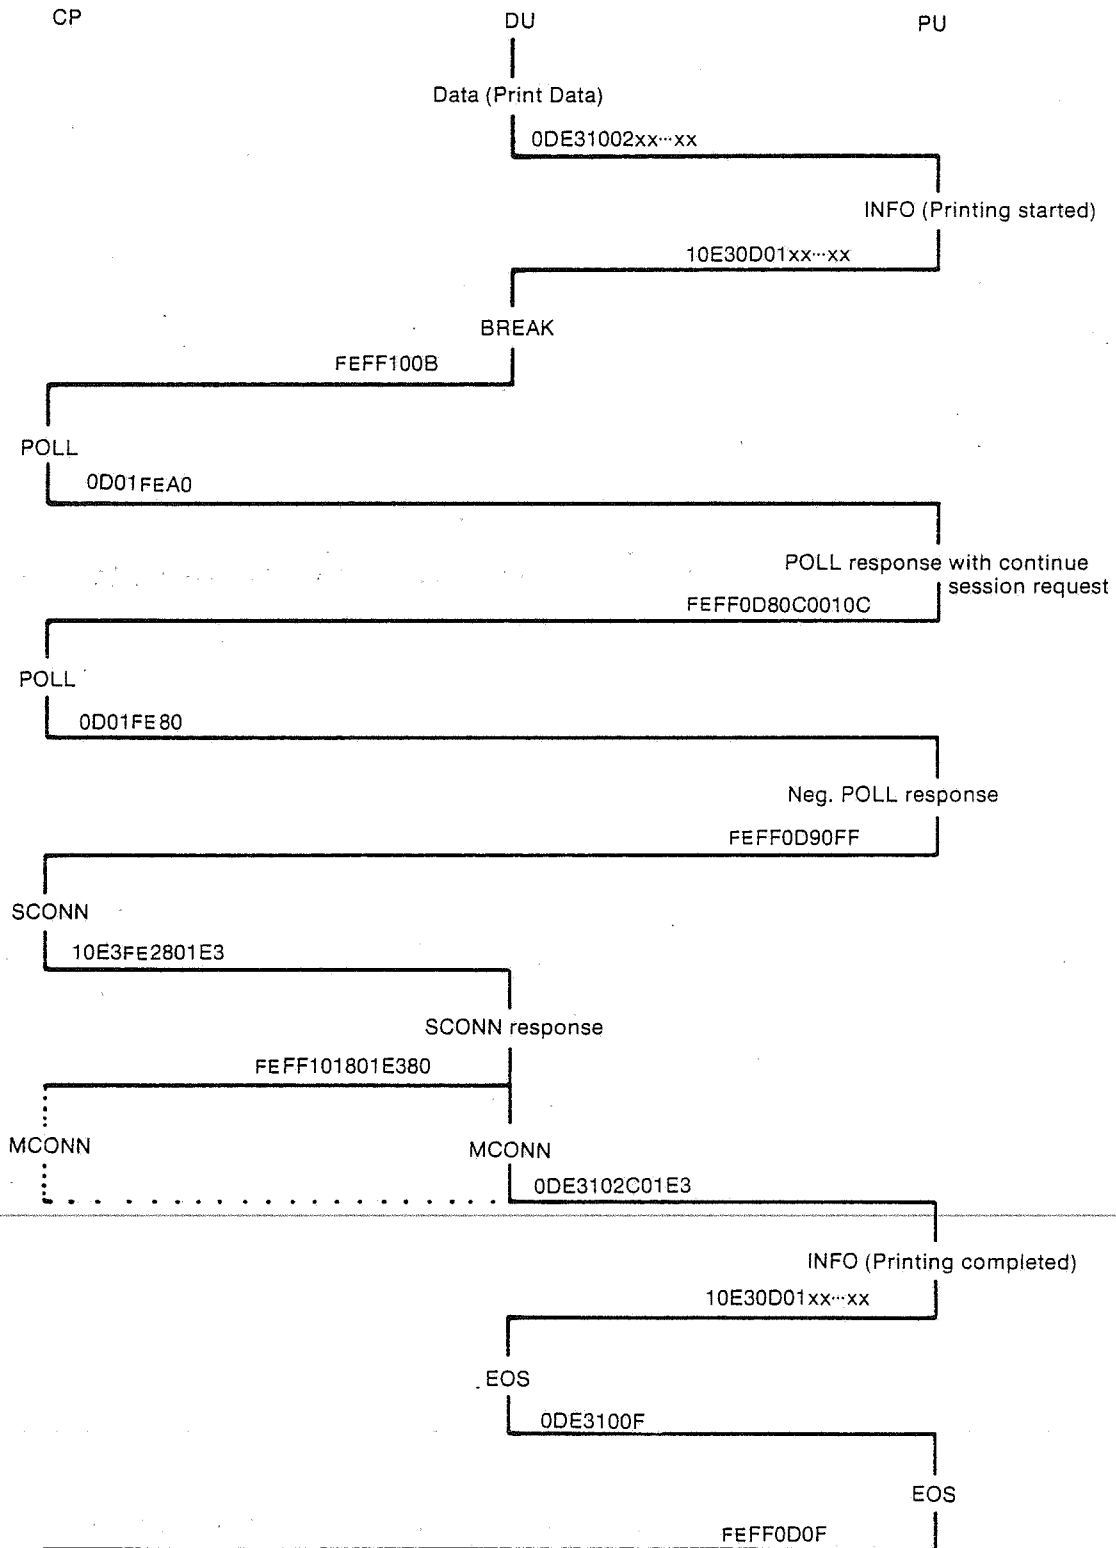 CP DU PU
Data (Print Data)
0DE31002xx···xx
INFO (Printing started)
10E30D01xx···xx
BREAK
FEFF100B
POLL
0D01FEA0
POLL response with continue
session request
FEFF0D80C0010C
POLL
0D01FE80
Neg. POLL response
FEFF0D90FF
SCONN
10E3FE2801E3
SCONN response
FEFF101801E380
MCONN MCONN
0DE3102C01E3
INFO (Printing completed)
10E30D01xx···xx
EOS
0DE3100F
EOS
FEFF0D0F